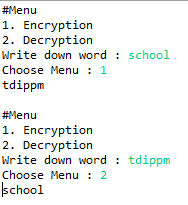 #Menu
1. Encryption
2. Decryption
Write down word : school
Choose Menu : 1
tdippm
#Menu
1. Encryption
2. Decryption
Write down word : tdippm
Choose Menu : 2
school